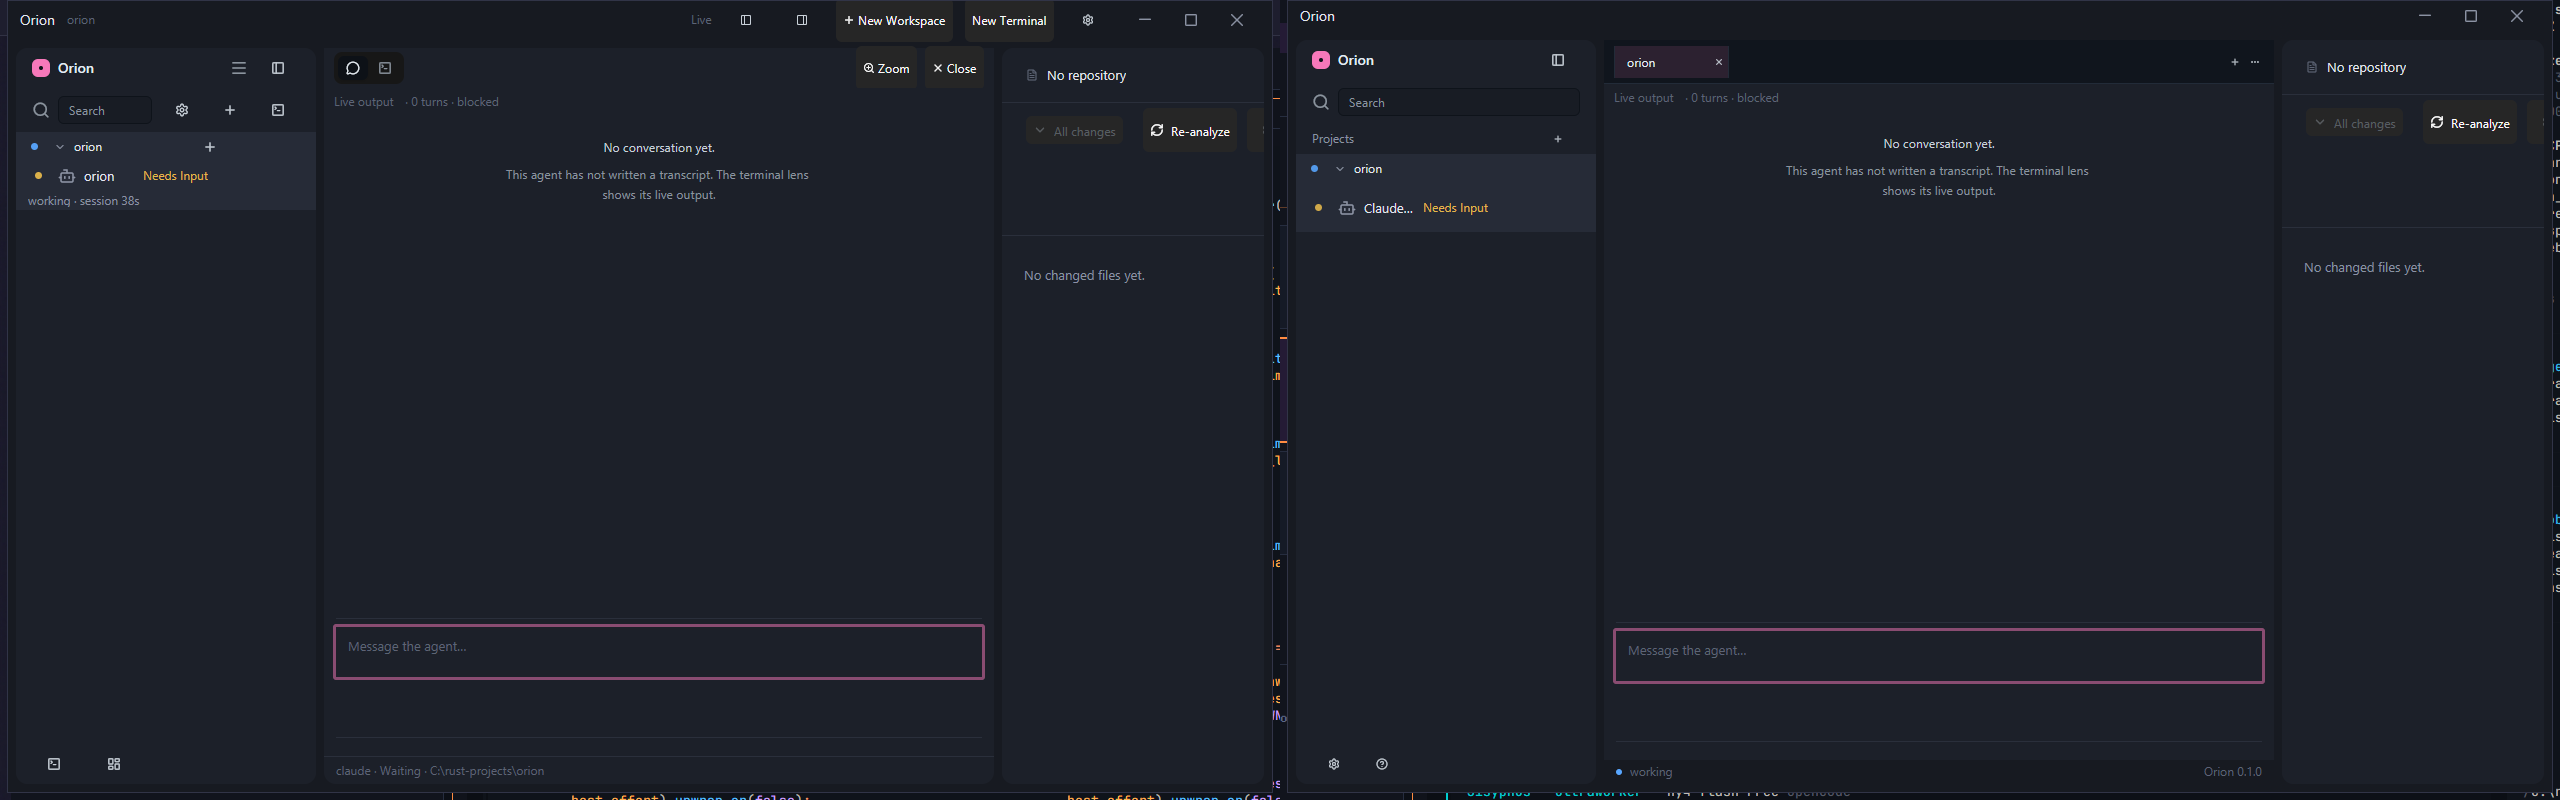 Orion orion Live + New Workspace New Terminal
Orion
Search
orion
orion Needs Input
working · session 38s
Zoom × Close
Live output · 0 turns · blocked
No conversation yet.
This agent has not written a transcript. The terminal lens
shows its live output.
Message the agent...
claude · Waiting · C:\rust-projects\orion
No repository
All changes Re-analyze
No changed files yet.
Orion
Orion
Search
Projects +
orion
Claude... Needs Input
orion × + ...
Live output · 0 turns · blocked
No conversation yet.
This agent has not written a transcript. The terminal lens
shows its live output.
Message the agent...
working Orion 0.1.0
No repository
All changes Re-analyze
No changed files yet.